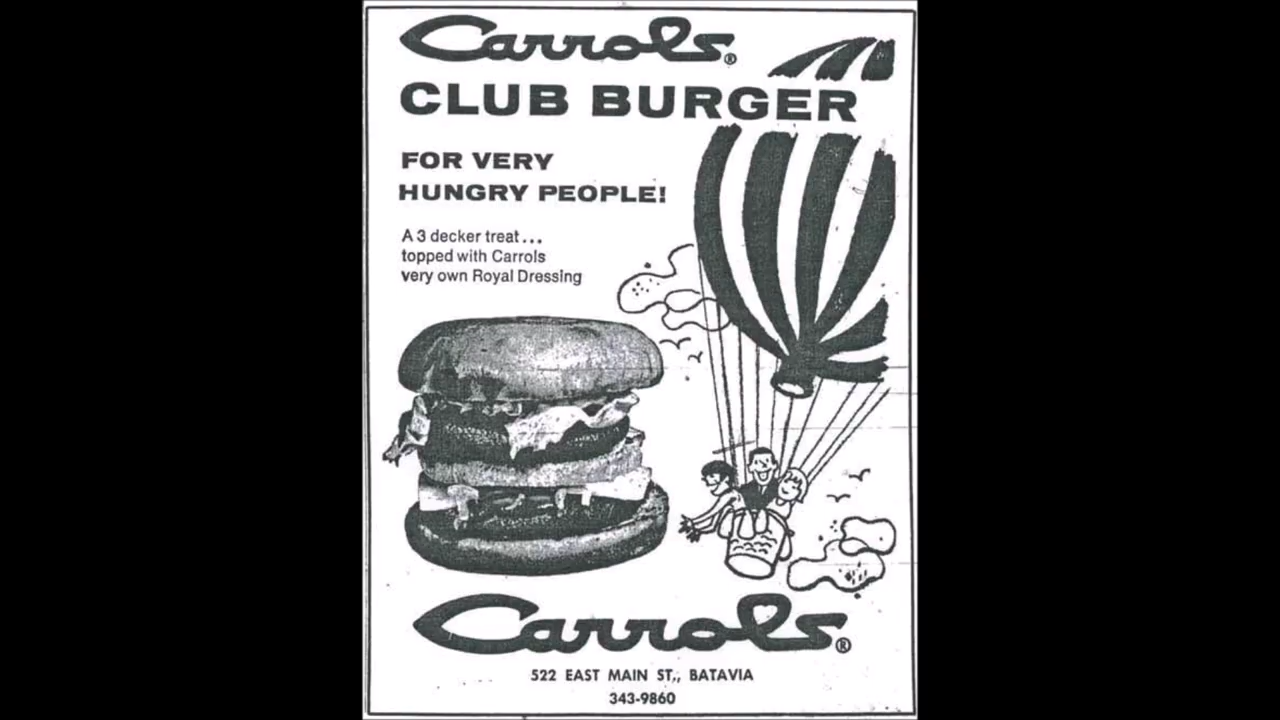 Carrols®
CLUB BURGER
FOR VERY
HUNGRY PEOPLE!
A 3 decker treat...
topped with Carrols
very own Royal Dressing
Carrols®
522 EAST MAIN ST,, BATAVIA
343-9860